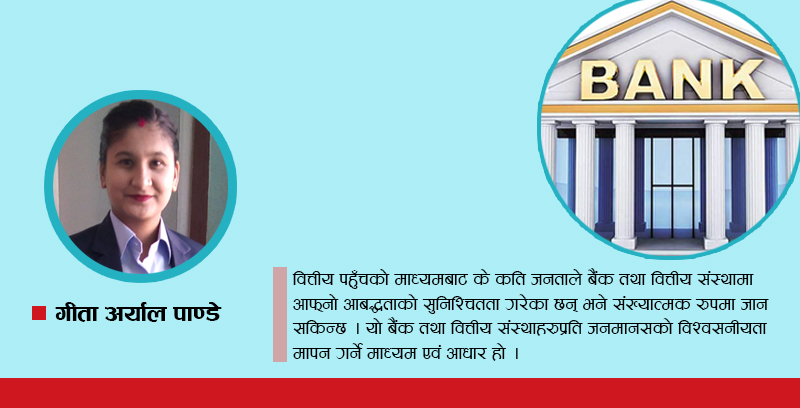 BANK
गीता अर्याल पाण्डे
वित्तीय पहुँचको माध्यमबाट के कति जनताले बैंक तथा वित्तीय संस्थामा
आफ्नो आबद्धताको सुनिश्चितता गरेका छन् भने संख्यात्मक रुपमा जान
सकिन्छ । यो बैंक तथा वित्तीय संस्थाहरुप्रति जनमानसको विश्वसनीयता
मापन गर्ने माध्यम एवं आधार हो ।